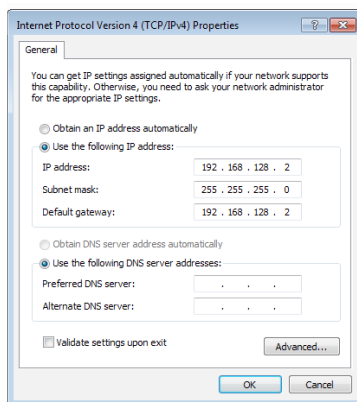 Internet Protocol Version 4 (TCP/IPv4) Properties
General
You can get IP settings assigned automatically if your network supports
this capability. Otherwise, you need to ask your network administrator
for the appropriate IP settings.
Obtain an IP address automatically
Use the following IP address:
IP address: 192 . 168 . 128 . 2
Subnet mask: 255 . 255 . 255 . 0
Default gateway: 192 . 168 . 128 . 2
Obtain DNS server address automatically
Use the following DNS server addresses:
Preferred DNS server: . . .
Alternate DNS server: . . .
Validate settings upon exit
Advanced...
OK Cancel